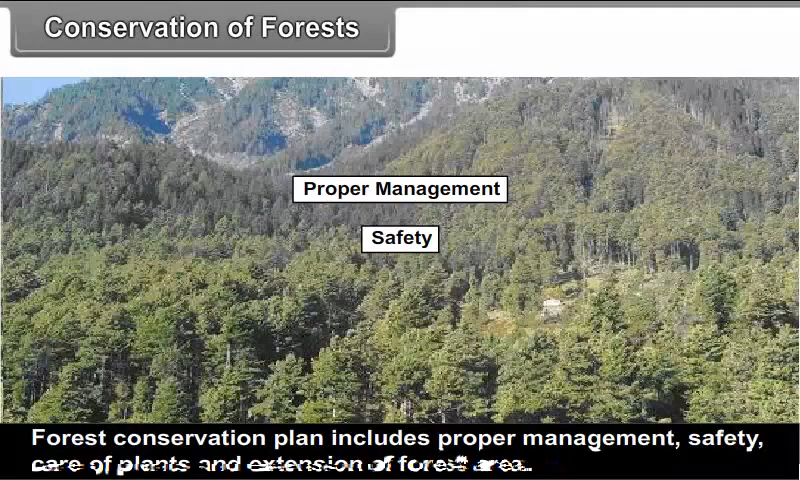 Conservation of Forests
Proper Management
Safety
Forest conservation plan includes proper management, safety,
care of plants and extension of forest area.